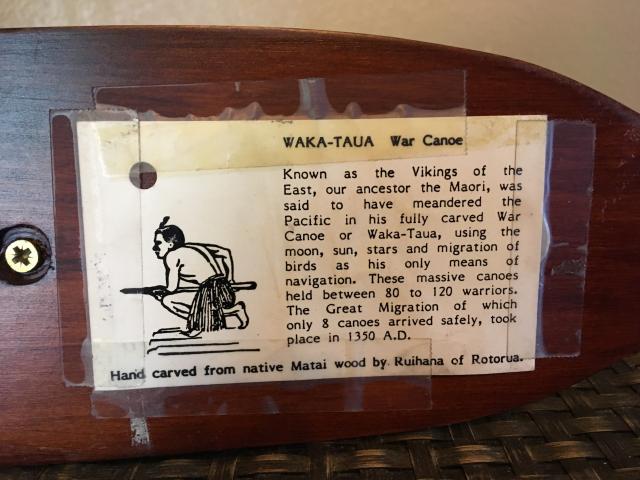 WAKA-TAUA War Canoe
Known as the Vikings of the
East, our ancestor the Maori, was
said to have meandered the
Pacific in his fully carved War
Canoe or Waka-Taua, using the
moon, sun, stars and migration of
birds as his only means of
navigation. These massive canoes
held between 80 to 120 warriors.
The Great Migration of which
only 8 canoes arrived safely, took
place in 1350 A.D.
Hand carved from native Matai wood by Ruihana of Rotorua.